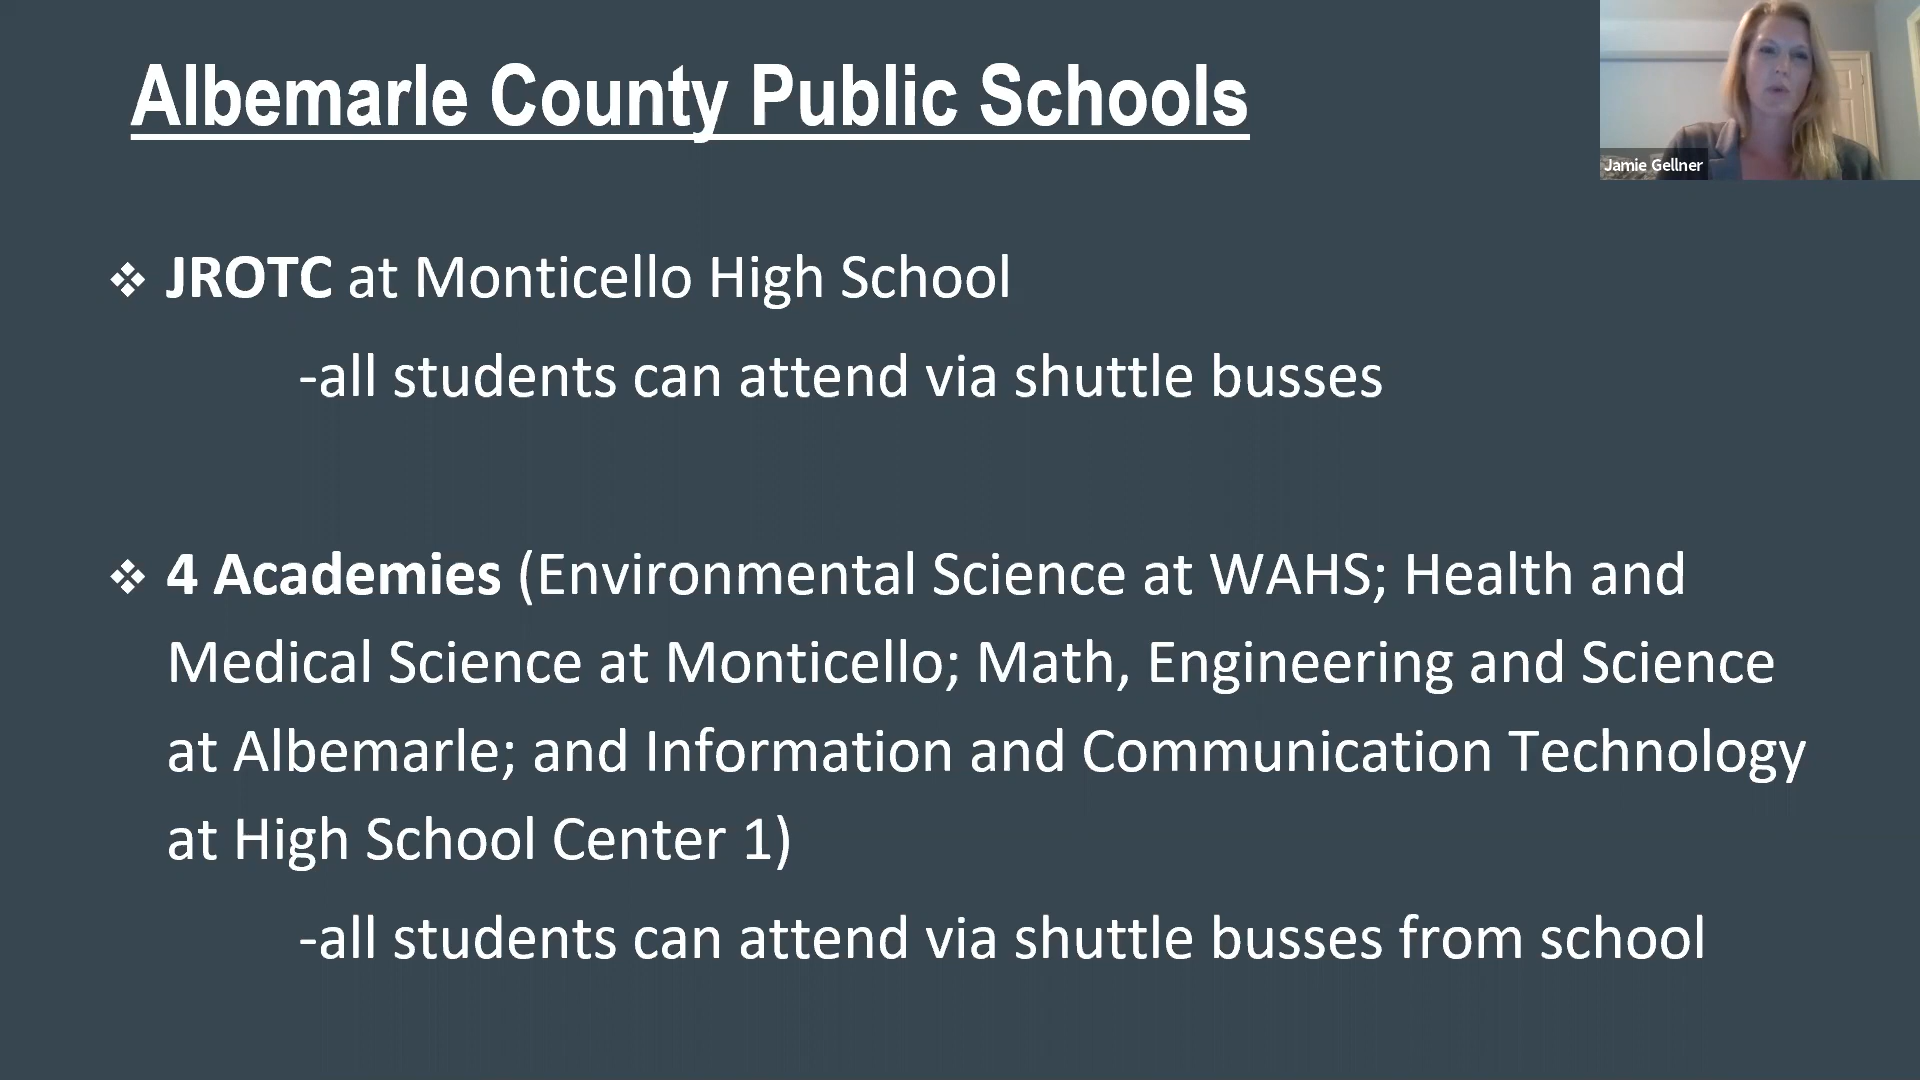 Albemarle County Public Schools
Jamie Gellner
❖ JROTC at Monticello High School
-all students can attend via shuttle busses
❖ 4 Academies (Environmental Science at WAHS; Health and
Medical Science at Monticello; Math, Engineering and Science
at Albemarle; and Information and Communication Technology
at High School Center 1)
-all students can attend via shuttle busses from school